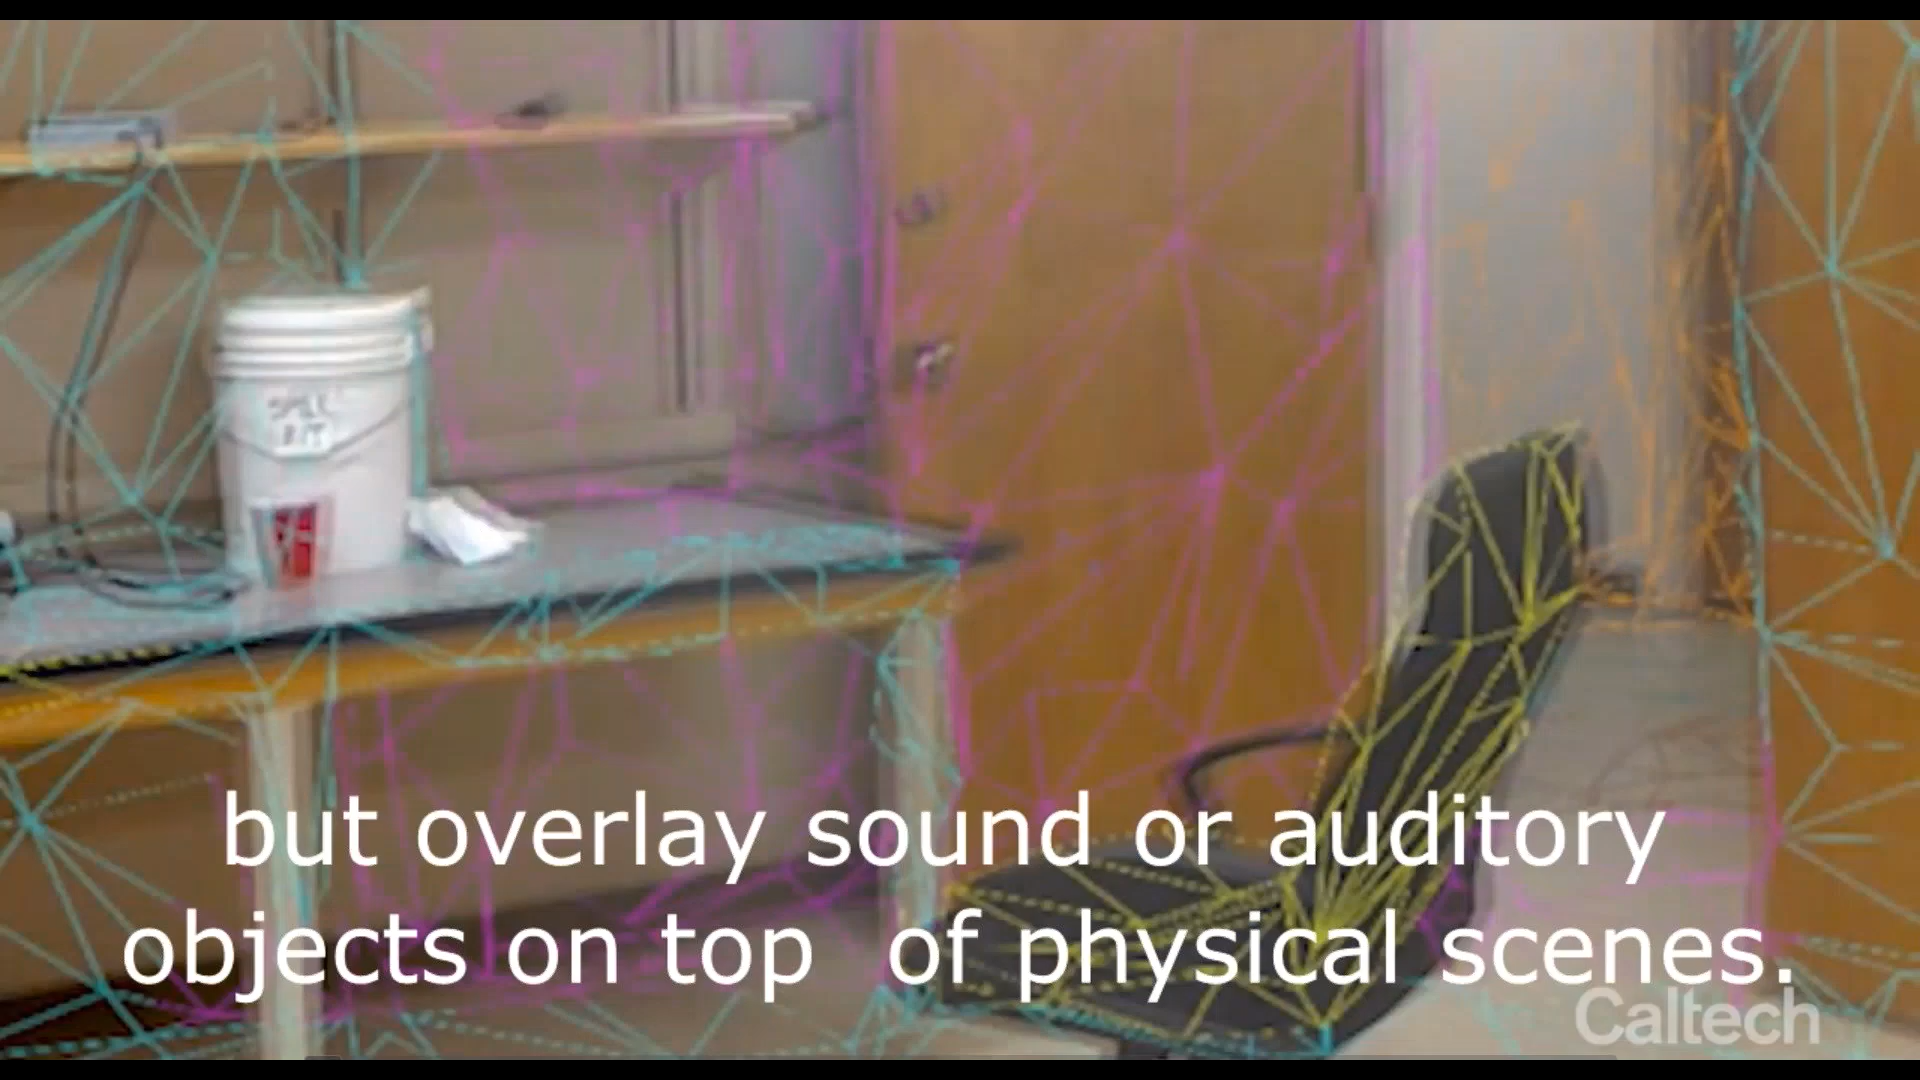 but overlay sound or auditory
objects on top of physical scenes.
Caltech